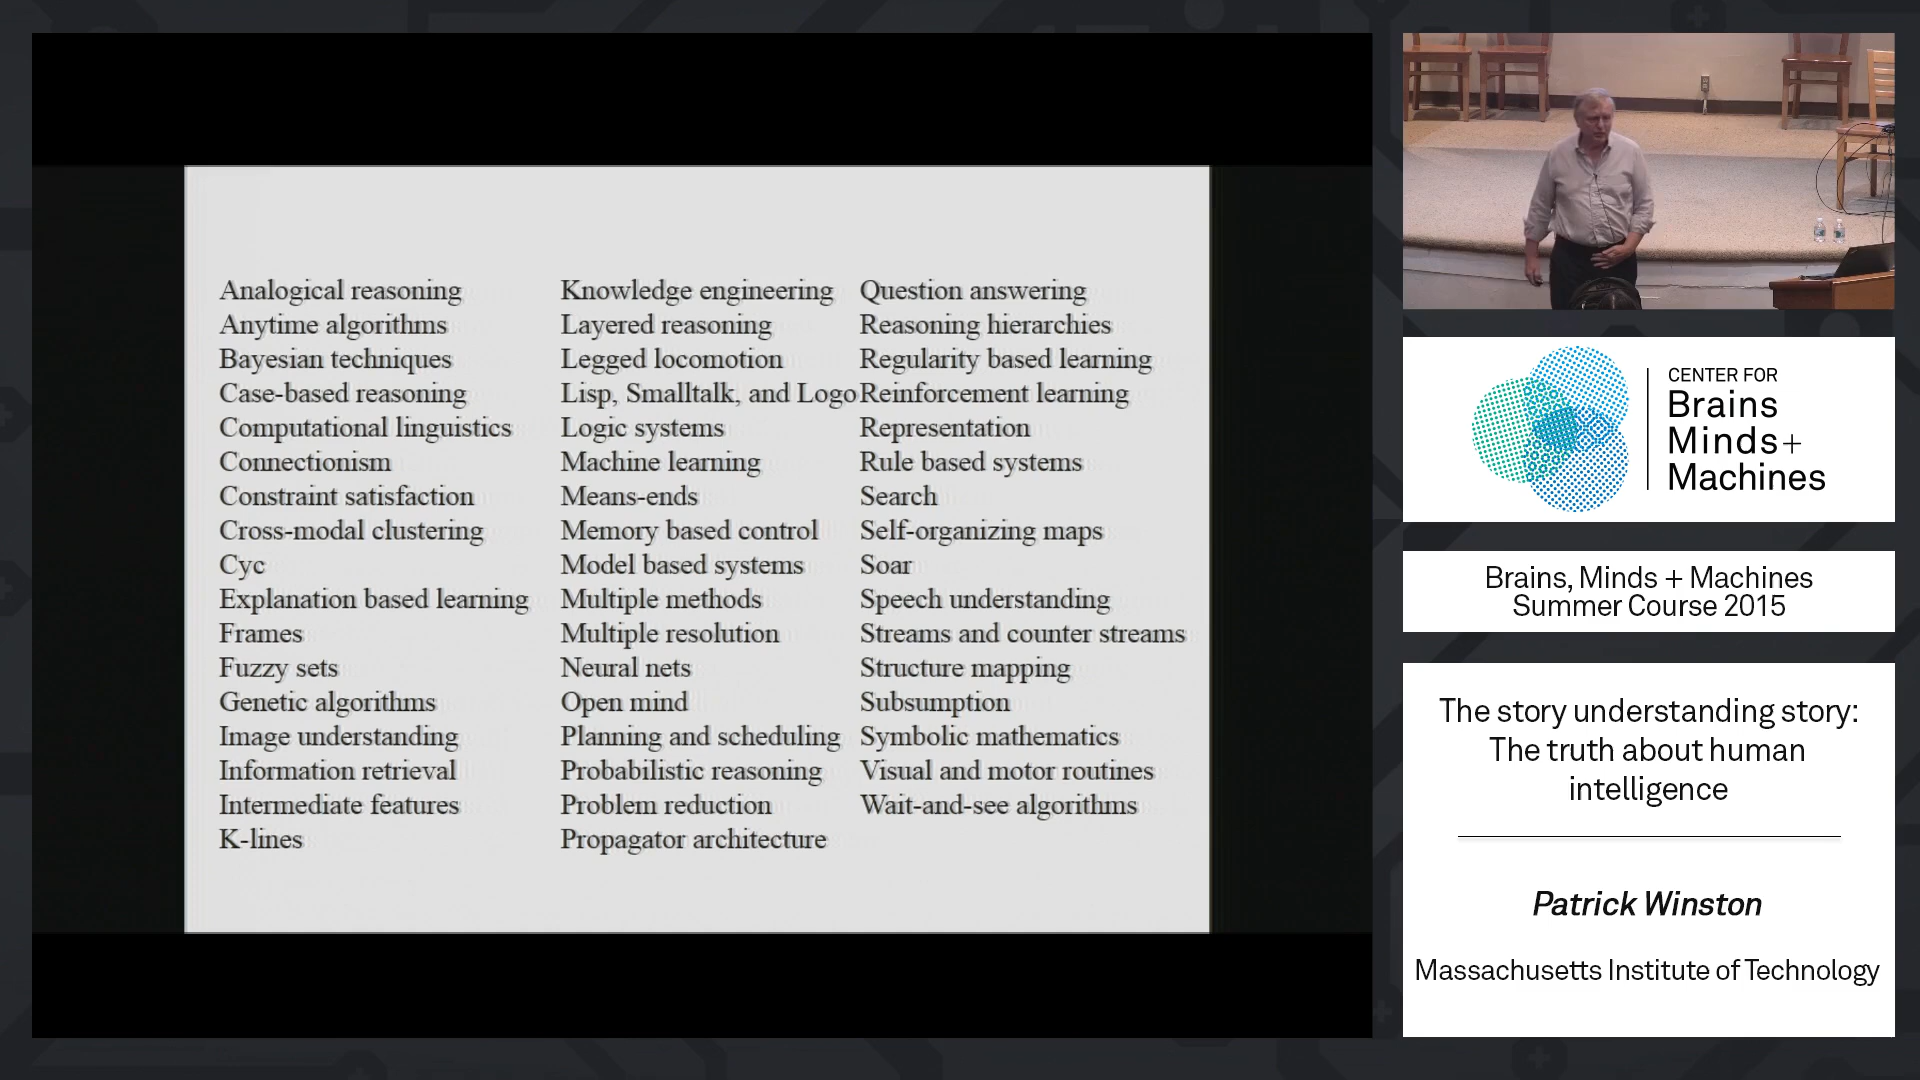 Analogical reasoning
Anytime algorithms
Bayesian techniques
Case-based reasoning
Computational linguistics
Connectionism
Constraint satisfaction
Cross-modal clustering
Cyc
Explanation based learning
Frames
Fuzzy sets
Genetic algorithms
Image understanding
Information retrieval
Intermediate features
K-lines
Knowledge engineering
Layered reasoning
Legged locomotion
Lisp, Smalltalk, and Logo
Logic systems
Machine learning
Means-ends
Memory based control
Model based systems
Multiple methods
Multiple resolution
Neural nets
Open mind
Planning and scheduling
Probabilistic reasoning
Problem reduction
Propagator architecture
Question answering
Reasoning hierarchies
Regularity based learning
Reinforcement learning
Representation
Rule based systems
Search
Self-organizing maps
Soar
Speech understanding
Streams and counter streams
Structure mapping
Subsumption
Symbolic mathematics
Visual and motor routines
Wait-and-see algorithms
CENTER FOR
Brains
Minds+
Machines
Brains, Minds + Machines
Summer Course 2015
The story understanding story:
The truth about human
intelligence
Patrick Winston
Massachusetts Institute of Technology